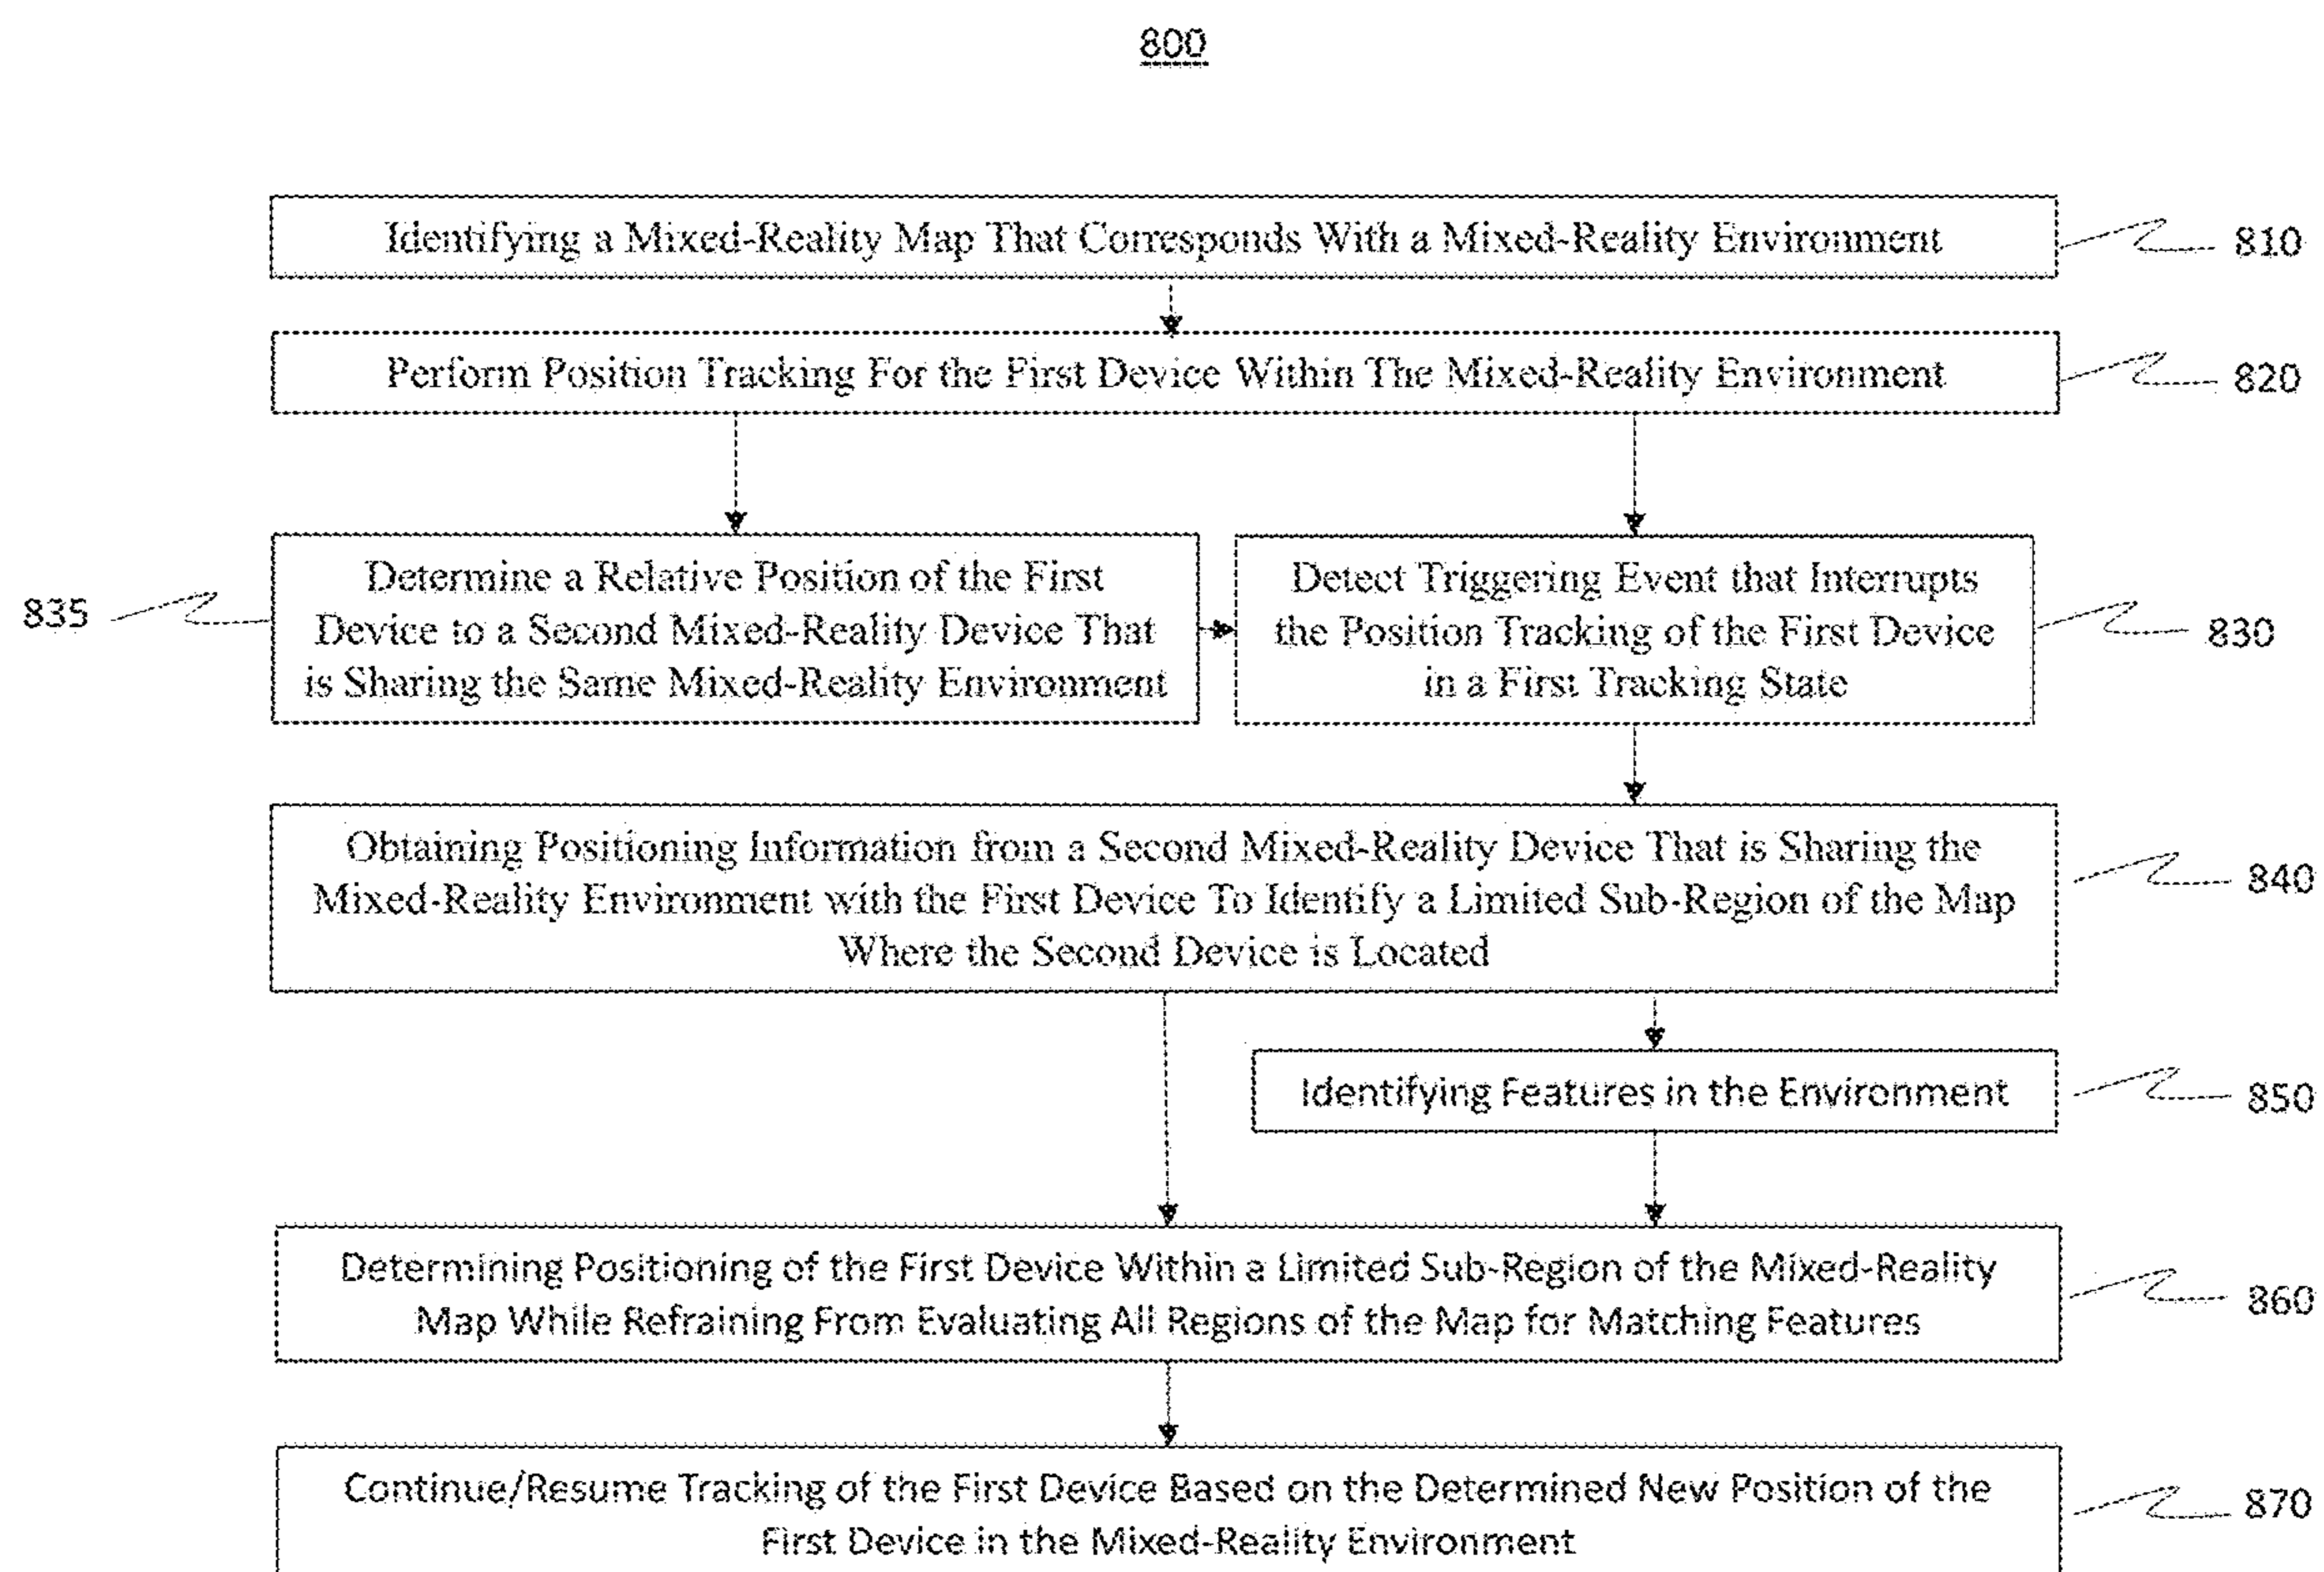 800
Identifying a Mixed-Reality Map That Corresponds With a Mixed-Reality Environment
810
Perform Position Tracking For the First Device Within The Mixed-Reality Environment
820
835
Determine a Relative Position of the First
Device to a Second Mixed-Reality Device That
is Sharing the Same Mixed-Reality Environment
Detect Triggering Event that Interrupts
the Position Tracking of the First Device
in a First Tracking State
830
Obtaining Positioning Information from a Second Mixed-Reality Device That is Sharing the
Mixed-Reality Environment with the First Device To Identify a Limited Sub-Region of the Map
Where the Second Device is Located
840
Identifying Features in the Environment
850
Determining Positioning of the First Device Within a Limited Sub-Region of the Mixed-Reality
Map While Refraining From Evaluating All Regions of the Map for Matching Features
860
Continue/Resume Tracking of the First Device Based on the Determined New Position of the
First Device in the Mixed-Reality Environment
870